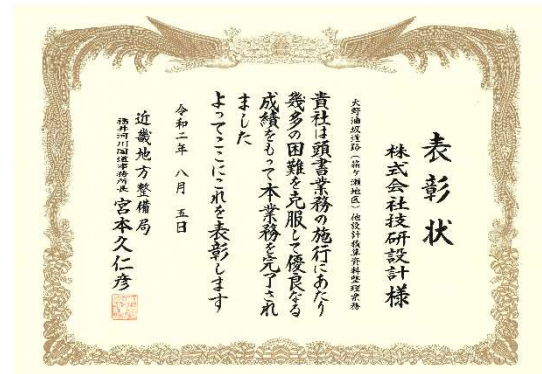 表彰状
株式会社技研設計様
大野油坂道路（箱ケ瀬地区）他設計積算資料整理業務
貴社は頭書業務の施行にあたり
幾多の困難を克服して優良なる
成績をもって本業務を完了され
ました
よってここにこれを表彰します
令和二年 八月 五日
近畿地方整備局
福井河川国道事務所長 宮本久仁彦